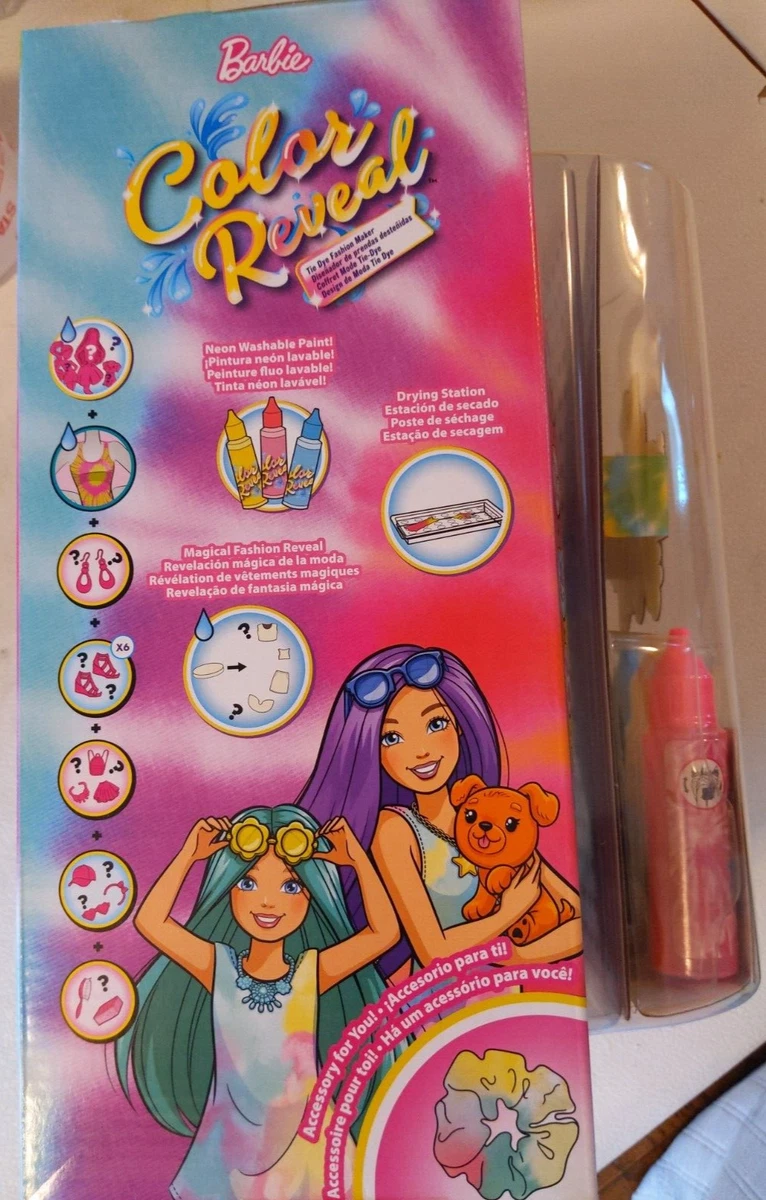 Barbie
Color
Reveal™
Tie Dye Fashion Maker
Diseñador de prendas desteñidas
Coffret Mode Tie-Dye
Design de Moda Tie Dye
Neon Washable Paint!
¡Pintura neón lavable!
Peinture fluo lavable!
Tinta néon lavável!
Drying Station
Estación de secado
Poste de séchage
Estação de secagem
Magical Fashion Reveal
Revelación mágica de la moda
Révélation de vêtements magiques
Revelação de fantasia mágica
X6
Accessory for You! • ¡Accesorio para ti!
Accessoire pour toi! • Há um acessório para você!